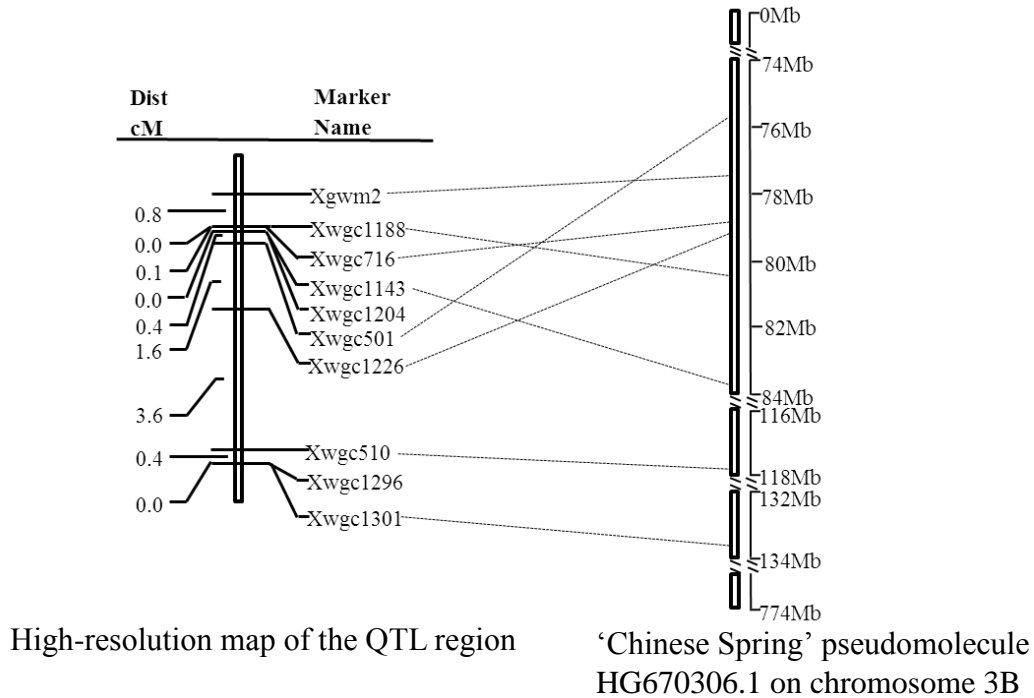 Dist
cM
Marker
Name
0.8
0.0
0.1
0.0
0.4
1.6
3.6
0.4
0.0
Xgwm2
Xwgc1188
Xwgc716
Xwgc1143
Xwgc1204
Xwgc501
Xwgc1226
Xwgc510
Xwgc1296
Xwgc1301
0Mb
74Mb
76Mb
78Mb
80Mb
82Mb
84Mb
116Mb
118Mb
132Mb
134Mb
774Mb
High-resolution map of the QTL region
‘Chinese Spring’ pseudomolecule
HG670306.1 on chromosome 3B